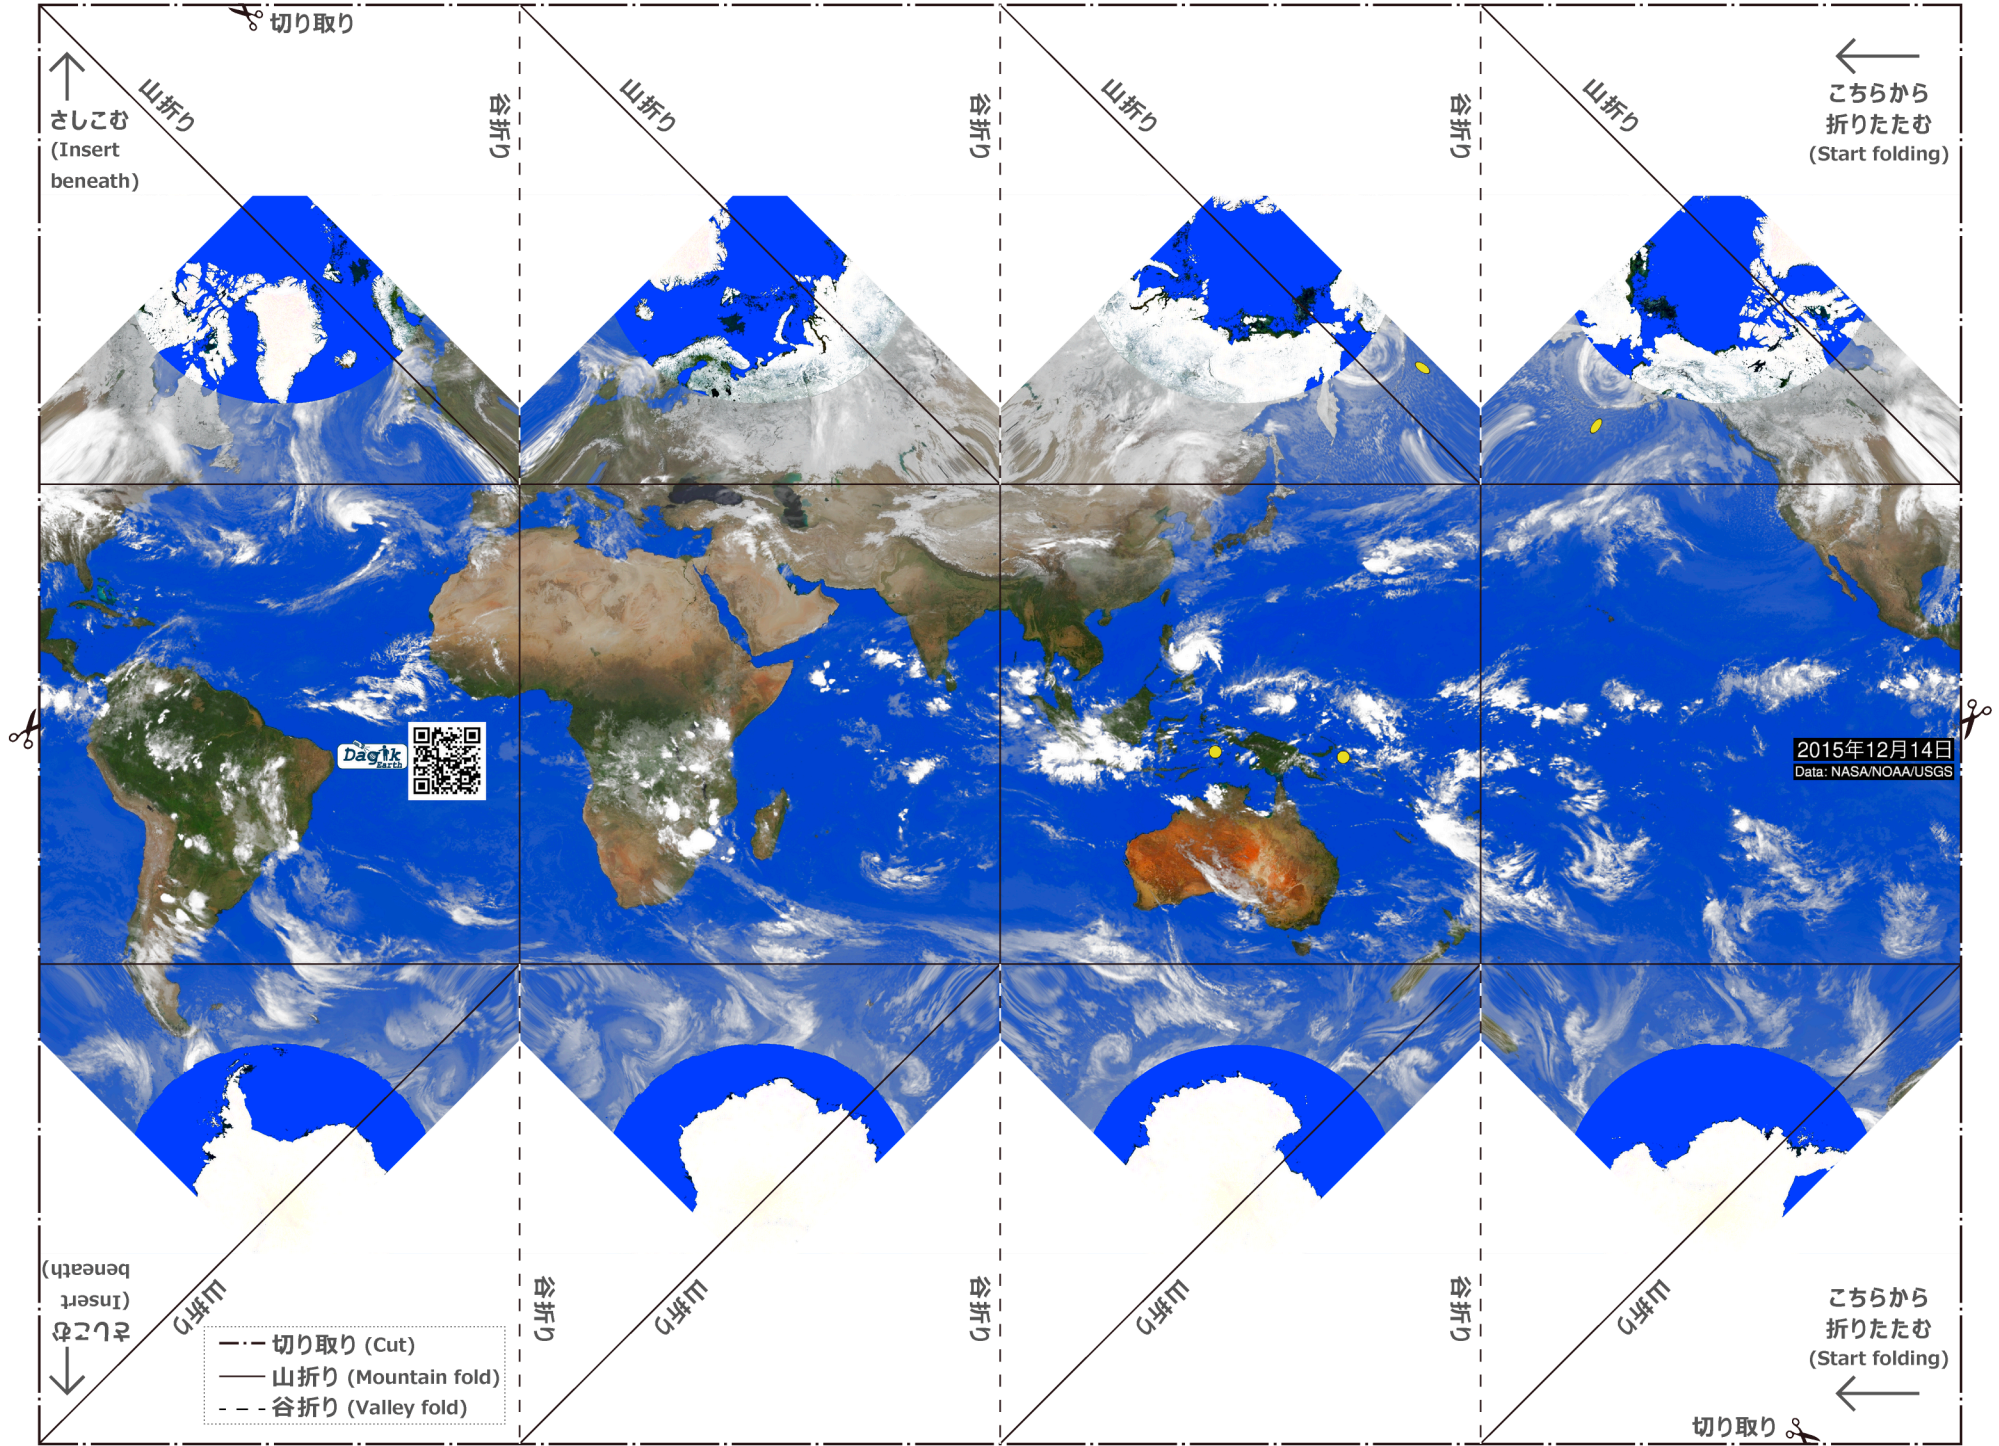 切り取り
さしこむ
(Insert
beneath)
山折り
谷折り
山折り
谷折り
山折り
谷折り
山折り
こちらから
折りたたむ
(Start folding)
Dagik
Earth
2015年12月14日
Data: NASA/NOAA/USGS
さしこむ
(Insert
beneath)
山折り
谷折り
山折り
谷折り
山折り
谷折り
山折り
こちらから
折りたたむ
(Start folding)
切り取り (Cut)
山折り (Mountain fold)
谷折り (Valley fold)
切り取り